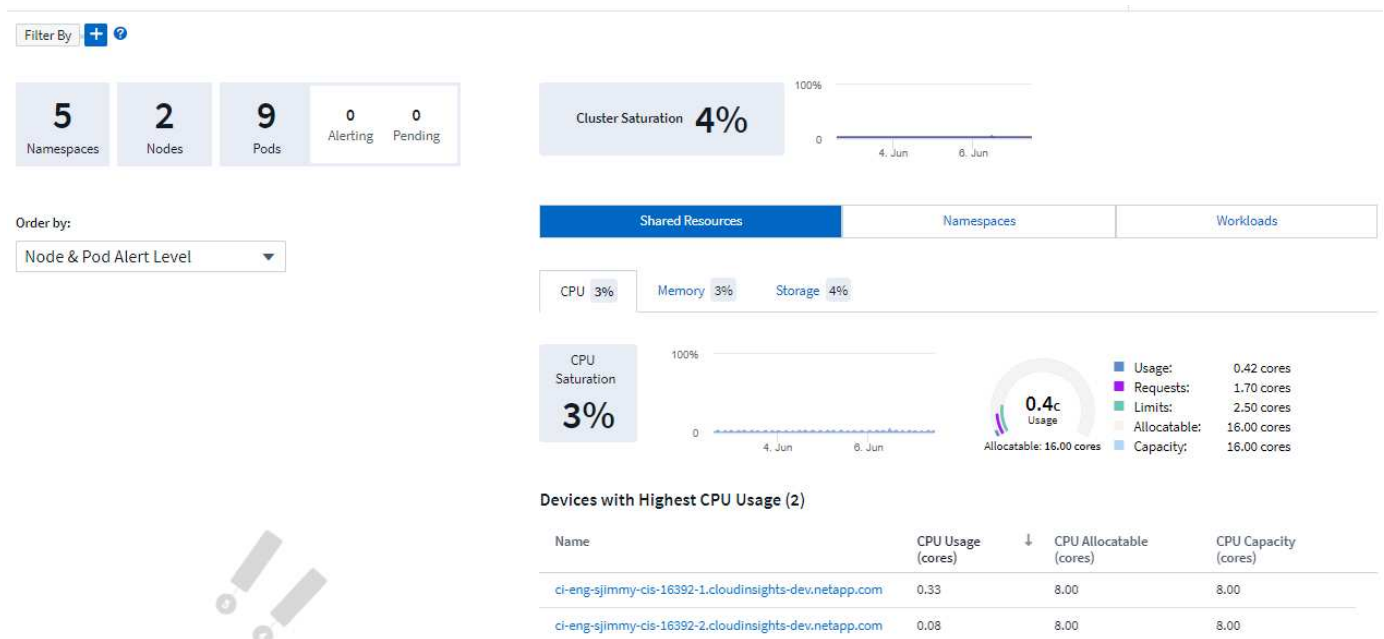 Filter By + ?
5
Namespaces
2
Nodes
9
Pods
0
Alerting
0
Pending
Cluster Saturation 4%
100%
0
4. Jun 6. Jun
Order by:
Node & Pod Alert Level
Shared Resources Namespaces Workloads
CPU 3% Memory 3% Storage 4%
CPU
Saturation
3%
100%
0
4. Jun 6. Jun
0.4c
Usage
Allocatable: 16.00 cores
Usage: 0.42 cores
Requests: 1.70 cores
Limits: 2.50 cores
Allocatable: 16.00 cores
Capacity: 16.00 cores
Devices with Highest CPU Usage (2)
Name CPU Usage (cores) ↓ CPU Allocatable (cores) CPU Capacity (cores)
ci-eng-sjimmy-cis-16392-1.cloudinsights-dev.netapp.com 0.33 8.00 8.00
ci-eng-sjimmy-cis-16392-2.cloudinsights-dev.netapp.com 0.08 8.00 8.00